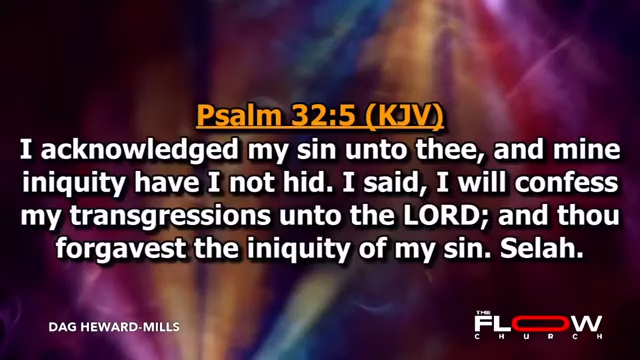 Psalm 32:5 (KJV)
I acknowledged my sin unto thee, and mine
iniquity have I not hid. I said, I will confess
my transgressions unto the LORD; and thou
forgavest the iniquity of my sin. Selah.
DAG HEWARD-MILLS
THE
FLOW
CHURCH